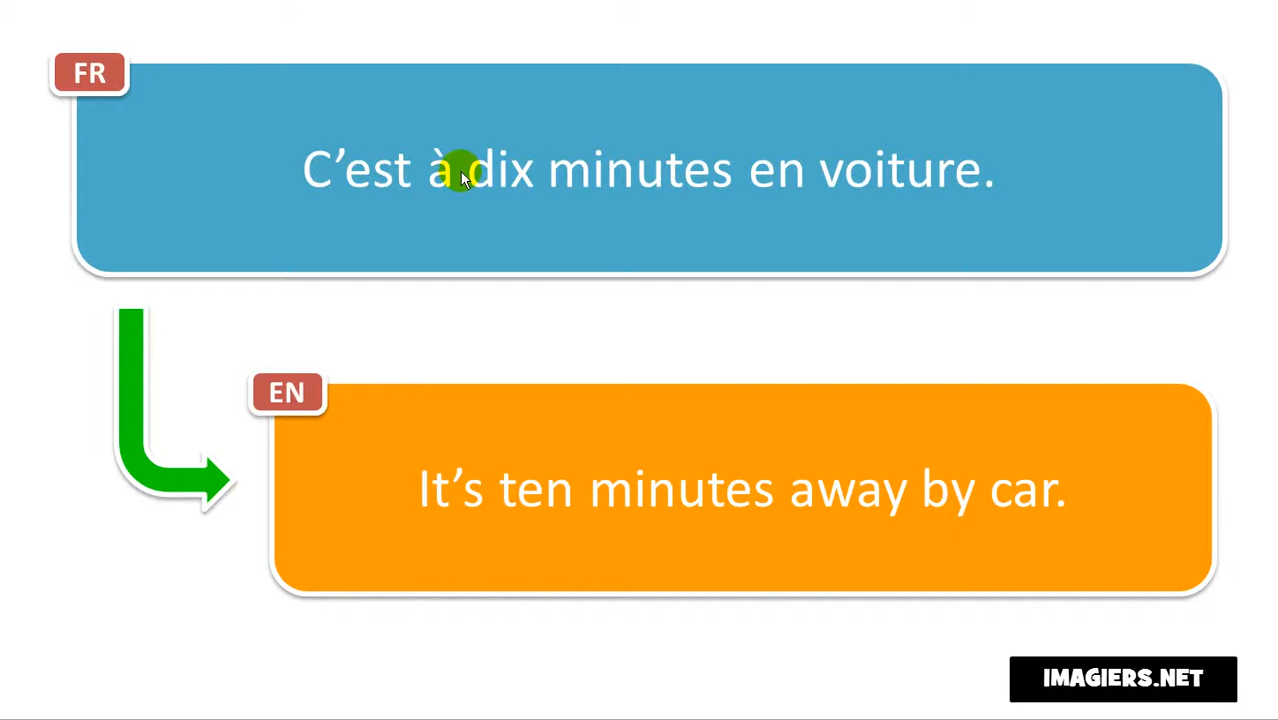 FR
C’est à dix minutes en voiture.
EN
It’s ten minutes away by car.
IMAGIERS.NET